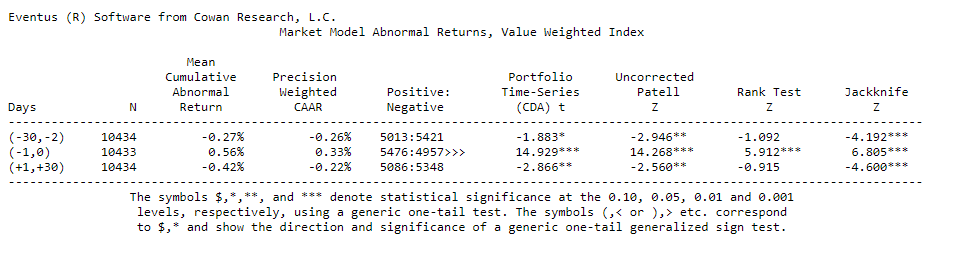 Eventus (R) Software from Cowan Research, L.C.
Market Model Abnormal Returns, Value Weighted Index
Mean
Cumulative Precision Portfolio Uncorrected
Abnormal Weighted Positive: Time-Series Patell Rank Test Jackknife
Days N Return CAAR Negative (CDA) t Z Z Z
(-30,-2) 10434 -0.27% -0.26% 5013:5421 -1.883* -2.946** -1.092 -4.192***
(-1,0) 10433 0.56% 0.33% 5476:4957>>> 14.929*** 14.268*** 5.912*** 6.805***
(+1,+30) 10434 -0.42% -0.22% 5086:5348 -2.866** -2.560** -0.915 -4.600***
The symbols $,*,**, and *** denote statistical significance at the 0.10, 0.05, 0.01 and 0.001
levels, respectively, using a generic one-tail test. The symbols (,< or ),> etc. correspond
to $,* and show the direction and significance of a generic one-tail generalized sign test.